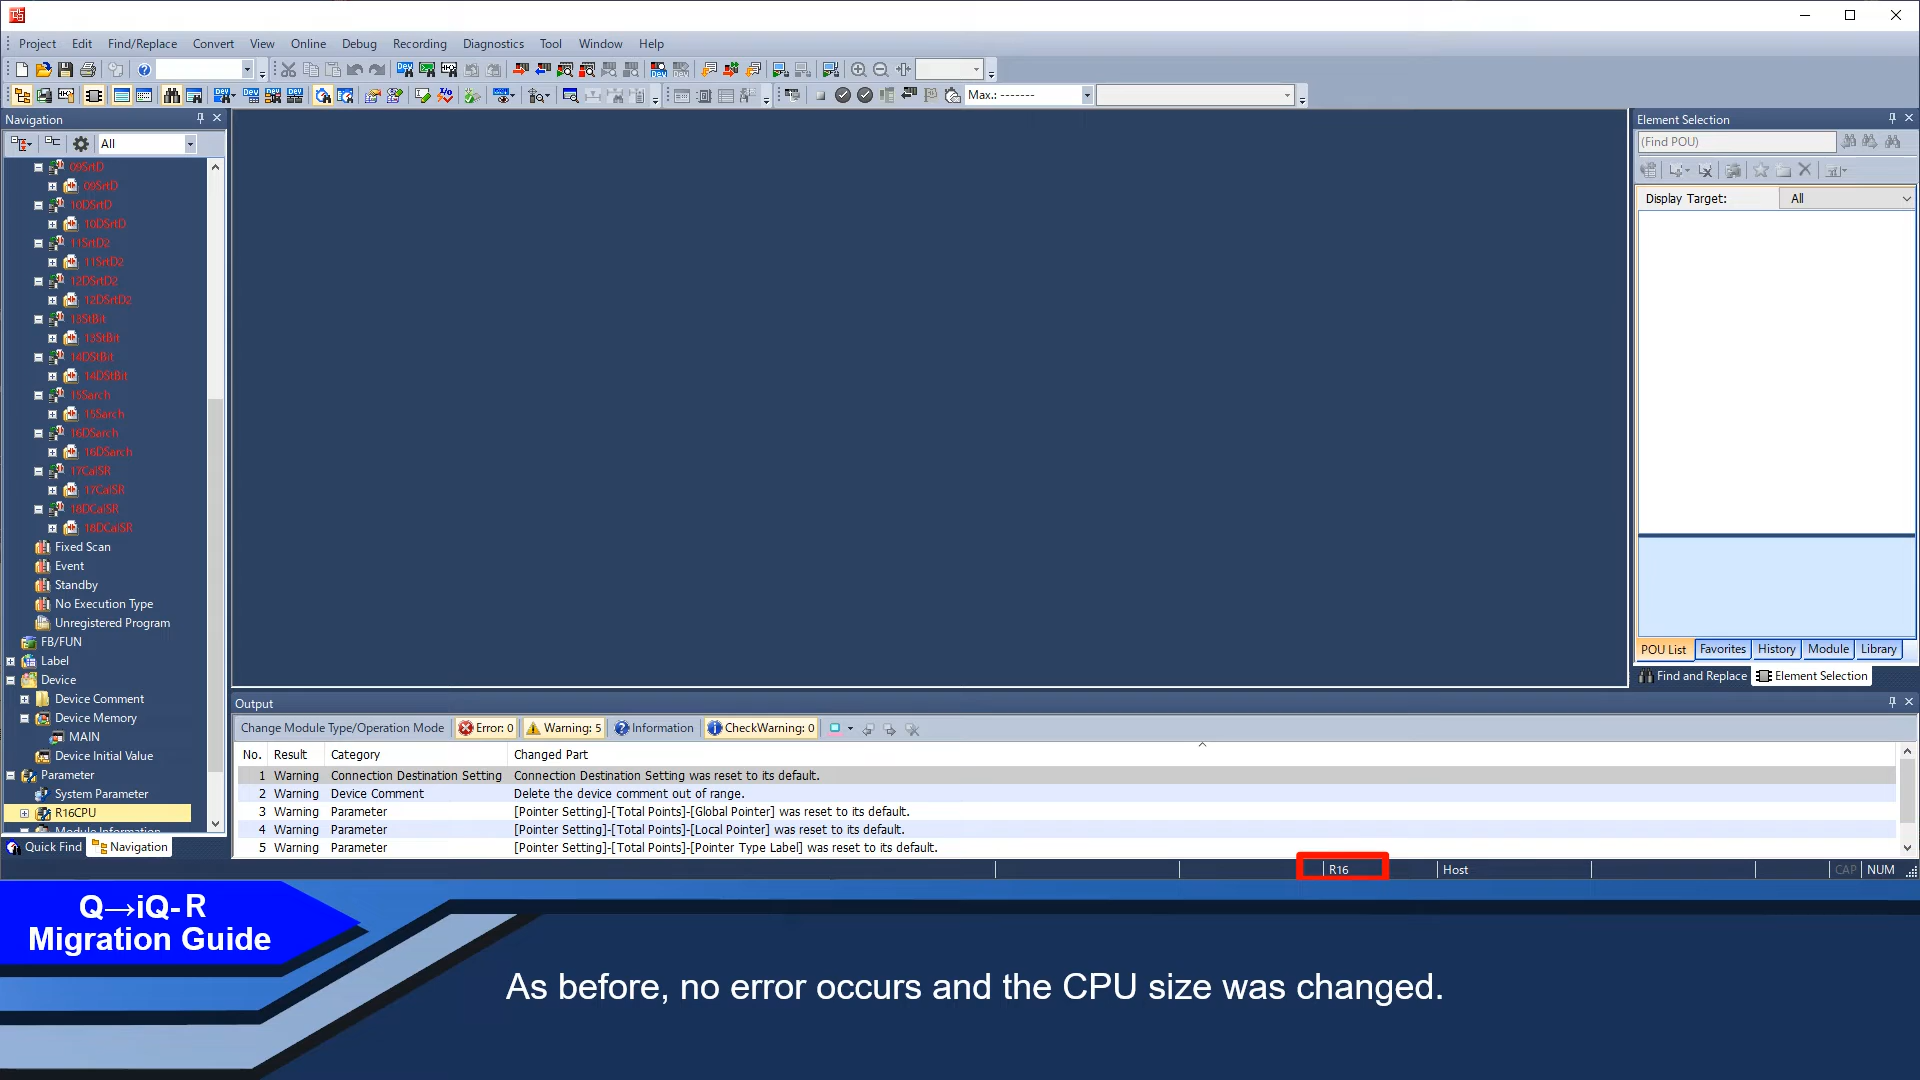 Project Edit Find/Replace Convert View Online Debug Recording Diagnostics Tool Window Help
Max.: -------
Navigation
All
09SrtD
09SrtD
10DSrtD
10DSrtD
11SrtD2
11SrtD2
12DSrtD2
12DSrtD2
13StBit
13StBit
14DStBit
14DStBit
15Sarch
15Sarch
16DSarch
16DSarch
17CalSR
17CalSR
18DCalSR
18DCalSR
Fixed Scan
Event
Standby
No Execution Type
Unregistered Program
FB/FUN
Label
Device
Device Comment
Device Memory
MAIN
Device Initial Value
Parameter
System Parameter
R16CPU
Module Information
Quick Find Navigation
Element Selection
(Find POU)
Display Target: All
POU List Favorites History Module Library
Find and Replace Element Selection
Output
Change Module Type/Operation Mode Error: 0 Warning: 5 Information CheckWarning: 0
No. Result Category Changed Part
1 Warning Connection Destination Setting Connection Destination Setting was reset to its default.
2 Warning Device Comment Delete the device comment out of range.
3 Warning Parameter [Pointer Setting]-[Total Points]-[Global Pointer] was reset to its default.
4 Warning Parameter [Pointer Setting]-[Total Points]-[Local Pointer] was reset to its default.
5 Warning Parameter [Pointer Setting]-[Total Points]-[Pointer Type Label] was reset to its default.
R16 Host CAP NUM
Q→iQ-R
Migration Guide
As before, no error occurs and the CPU size was changed.